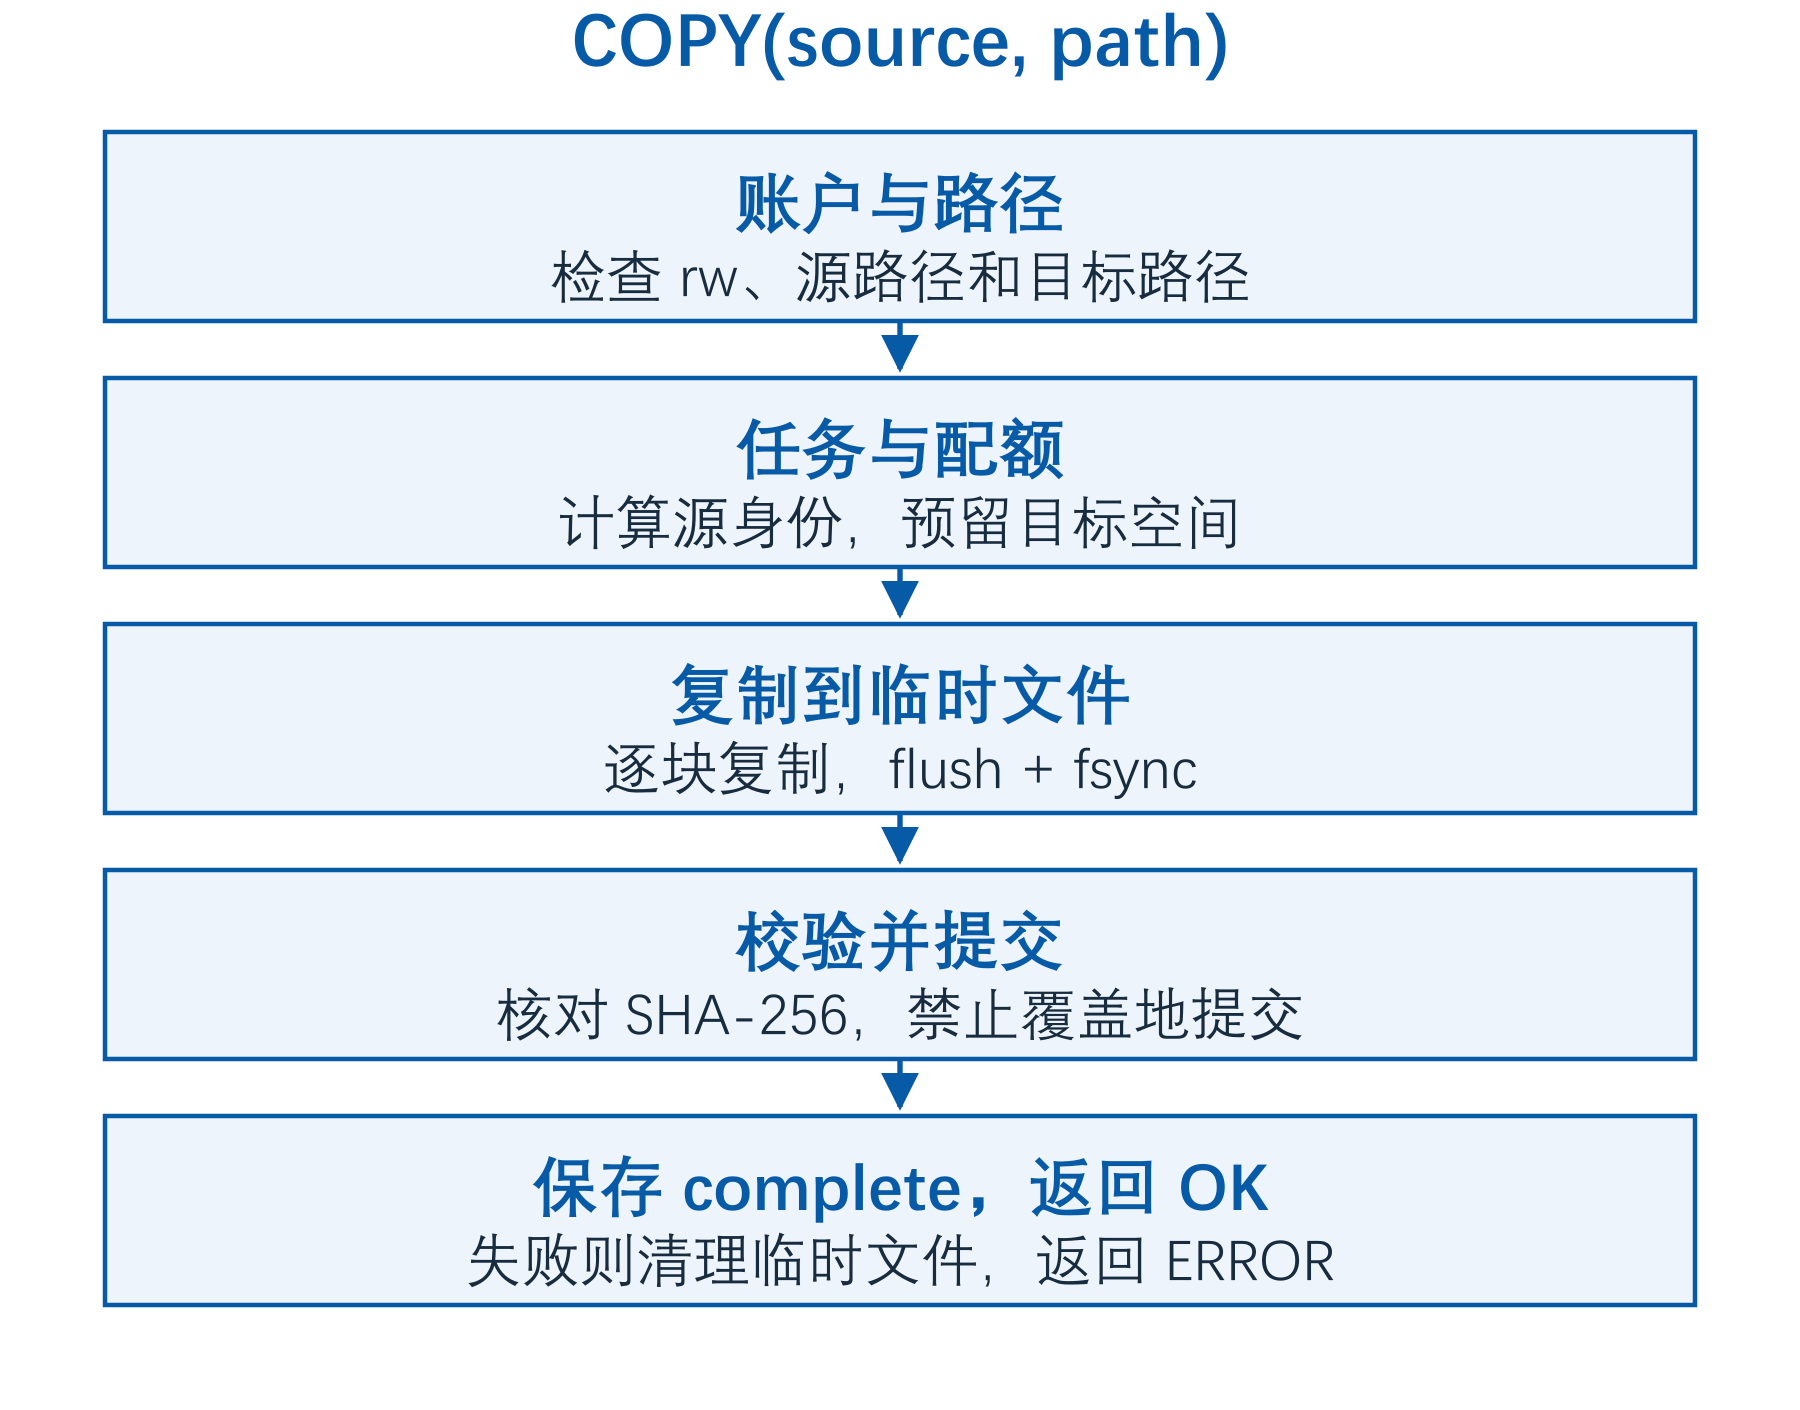 COPY(source, path)
账户与路径
检查 rw、源路径和目标路径
任务与配额
计算源身份，预留目标空间
复制到临时文件
逐块复制，flush + fsync
校验并提交
核对 SHA-256，禁止覆盖地提交
保存 complete，返回 OK
失败则清理临时文件，返回 ERROR